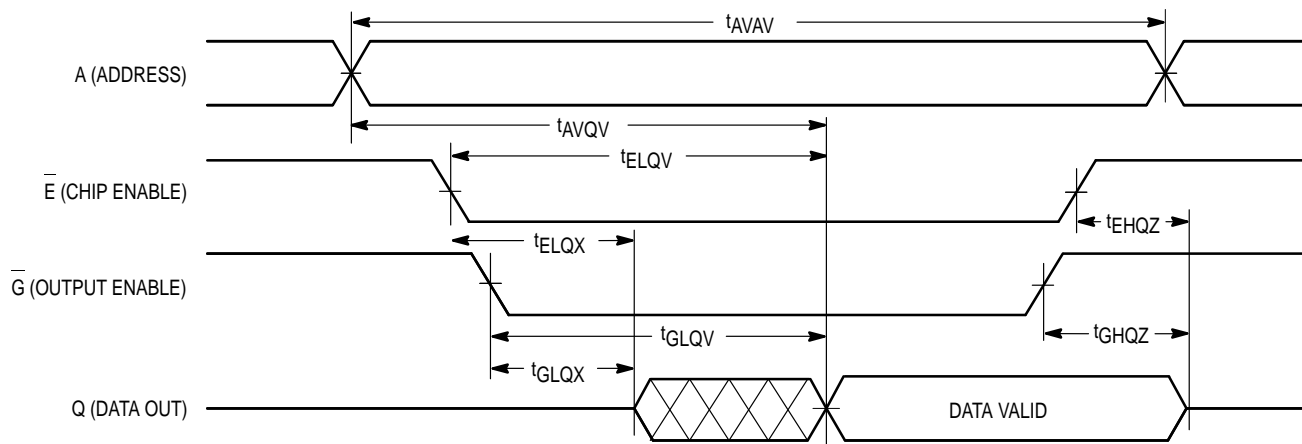 tAVAV
A (ADDRESS)
tAVQV
tELQV
E (CHIP ENABLE)
tEHQZ
tELQX
G (OUTPUT ENABLE)
tGLQV
tGHQZ
tGLQX
Q (DATA OUT)
DATA VALID